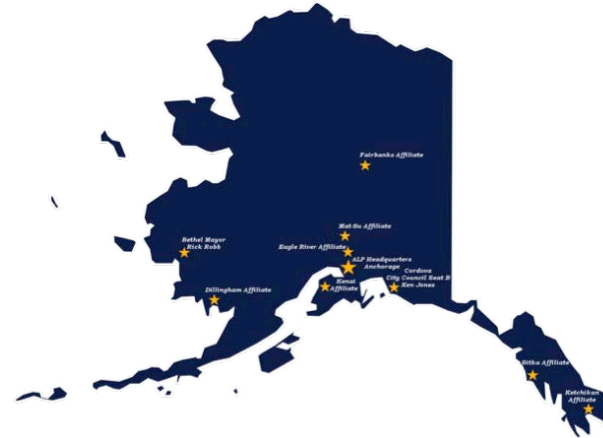 Fairbanks Affiliate
Mat-Su Affiliate
Bethel Mayor
Rick Robb
Eagle River Affiliate
ALP Headquarters
Anchorage
Cordova
City Council Seat B
Ken Jones
Kenai
Affiliate
Dillingham Affiliate
Sitka Affiliate
Ketchikan
Affiliate